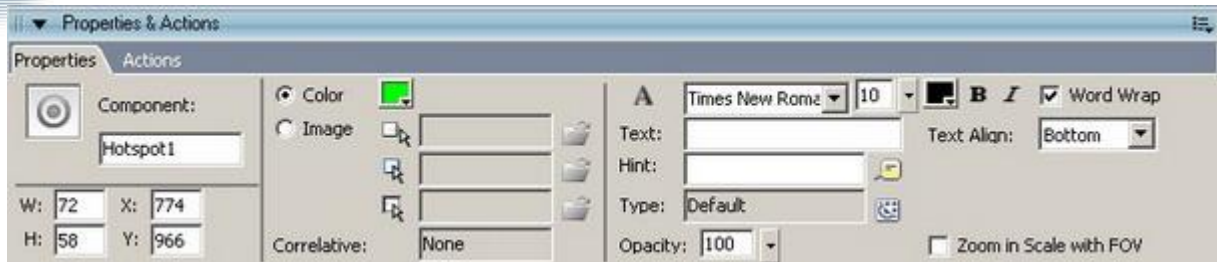 Properties & Actions
Properties Actions
Component:
Hotspot1
W: 72 X: 774
H: 58 Y: 966
Color
Image
Correlative: None
A Times New Roma 10 B I Word Wrap
Text: Text Align: Bottom
Hint:
Type: Default
Opacity: 100 Zoom in Scale with FOV